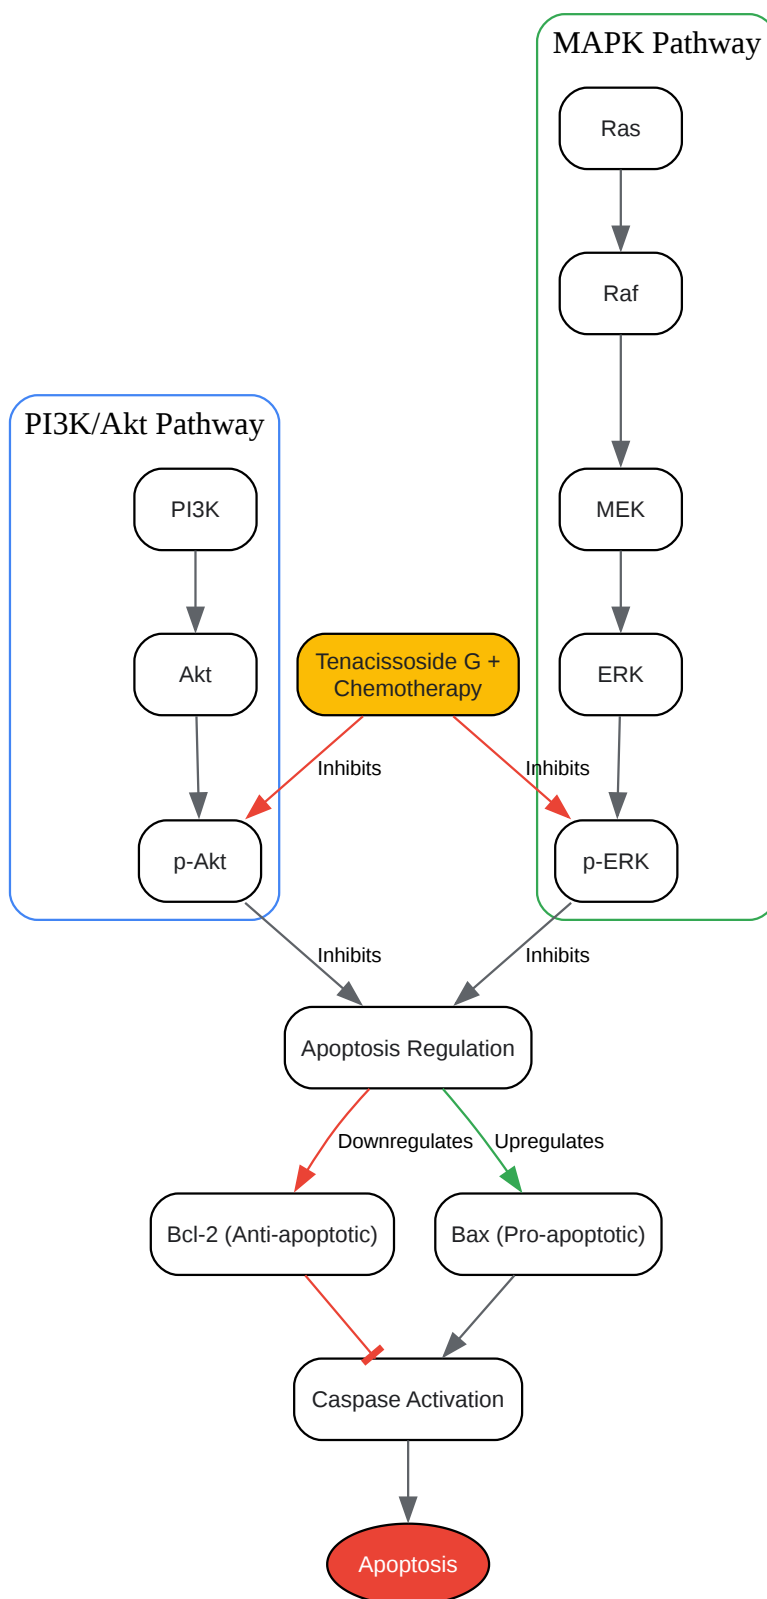 MAPK Pathway
Ras
Raf
PI3K/Akt Pathway
PI3K
MEK
Akt
Tenacissoside G +
Chemotherapy
ERK
Inhibits
Inhibits
p-Akt
p-ERK
Inhibits
Inhibits
Apoptosis Regulation
Downregulates
Upregulates
Bcl-2 (Anti-apoptotic)
Bax (Pro-apoptotic)
Caspase Activation
Apoptosis